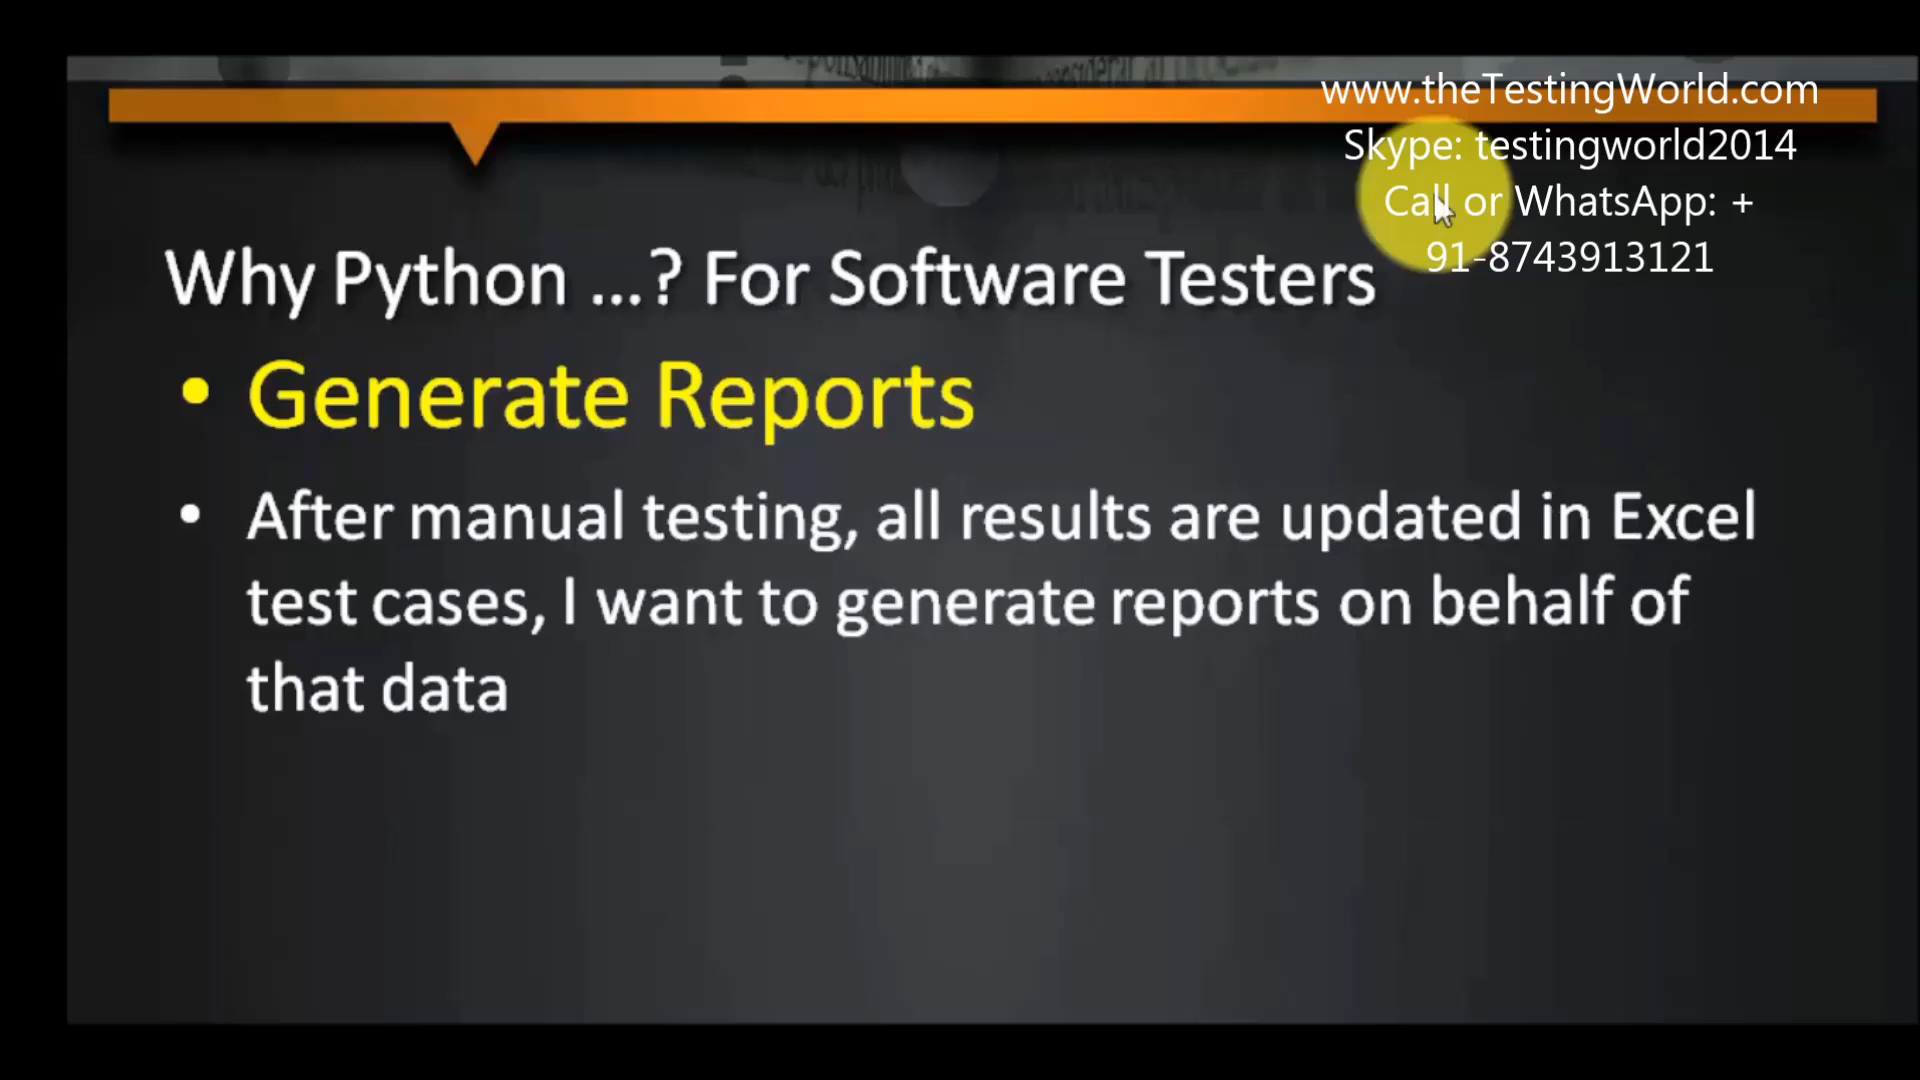 www.theTestingWorld.com
Skype: testingworld2014
Call or WhatsApp: +
91-8743913121
Why Python ...? For Software Testers
• Generate Reports
• After manual testing, all results are updated in Excel
test cases, I want to generate reports on behalf of
that data